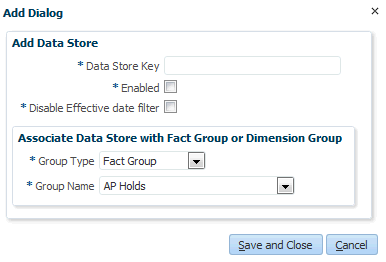 Add Dialog
Add Data Store
* Data Store Key
* Enabled
* Disable Effective date filter
Associate Data Store with Fact Group or Dimension Group
* Group Type Fact Group
* Group Name AP Holds
Save and Close Cancel